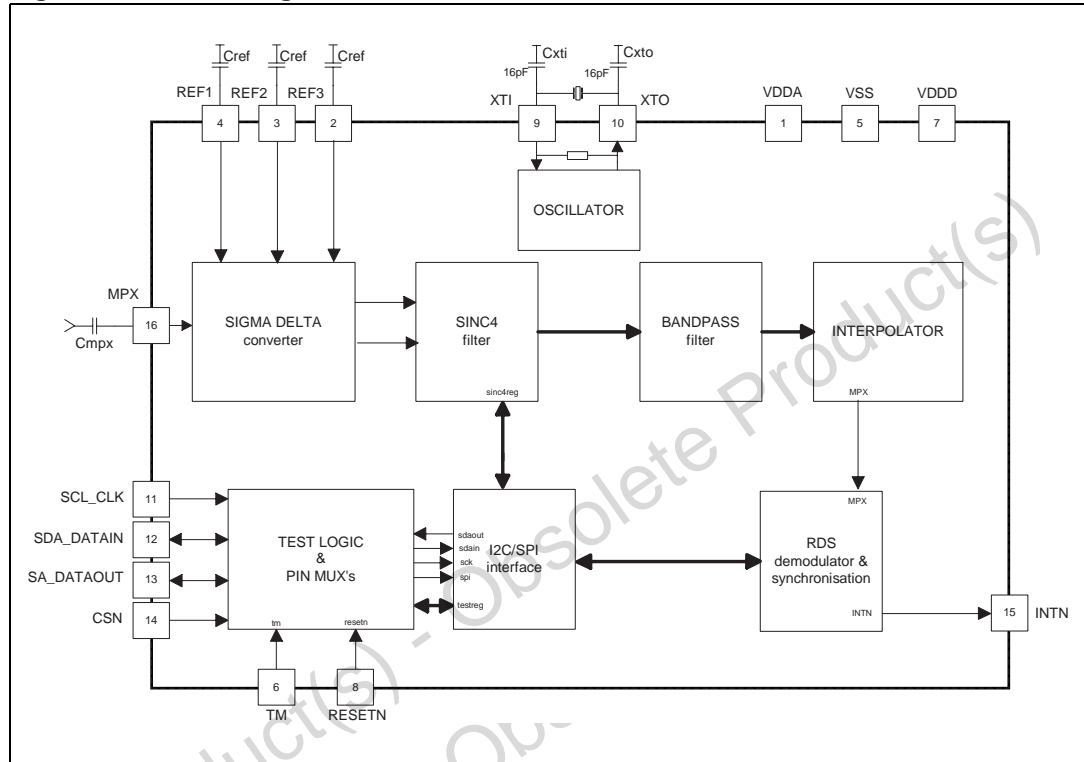 Cref Cref Cref Cxti Cxto
16pF 16pF
REF1 REF2 REF3 XTI XTO VDDA VSS VDDD
4 3 2 9 10 1 5 7
OSCILLATOR
MPX
16
Cmpx
SIGMA DELTA
converter
SINC4
filter
sinc4reg
BANDPASS
filter
INTERPOLATOR
MPX
SCL_CLK 11
SDA_DATAIN 12
SA_DATAOUT 13
CSN 14
TEST LOGIC
&
PIN MUX's
tm resetn
sdaout
sdain
sck
spi
testreg
I2C/SPI
interface
MPX
RDS
demodulator &
synchronisation
INTN
15 INTN
6 8
TM RESETN
duct(s) - Obsolete Product(s)